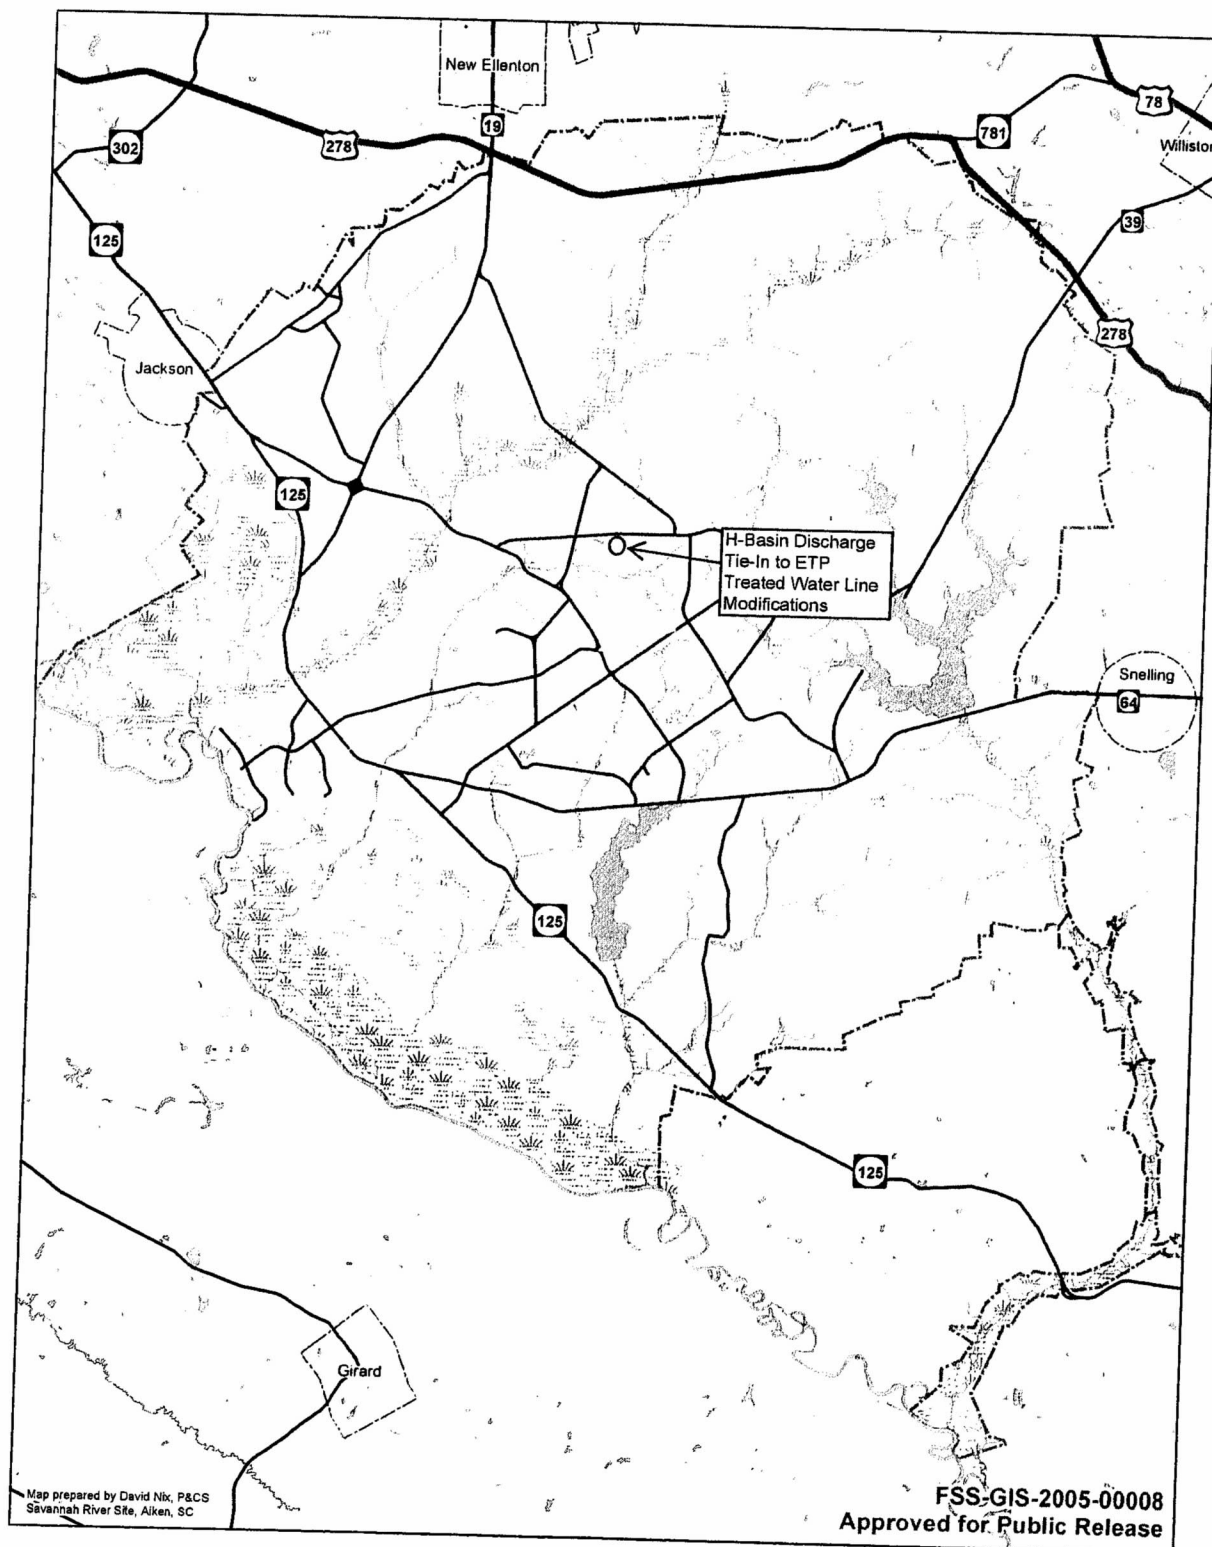 New Ellenton
78
19
781
302
278
Williston
39
125
278
Jackson
125
H-Basin Discharge
Tie-In to ETP
Treated Water Line
Modifications
Snelling
64
125
125
Girard
Map prepared by David Nix, P&CS
Savannah River Site, Aiken, SC
FSS-GIS-2005-00008
Approved for Public Release